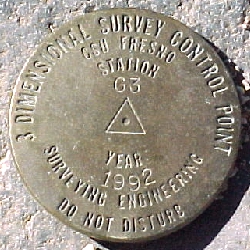 3 DIMENSIONAL SURVEY CONTROL POINT
CSU FRESNO
STATION
G3
YEAR
1992
SURVEYING ENGINEERING
DO NOT DISTURB